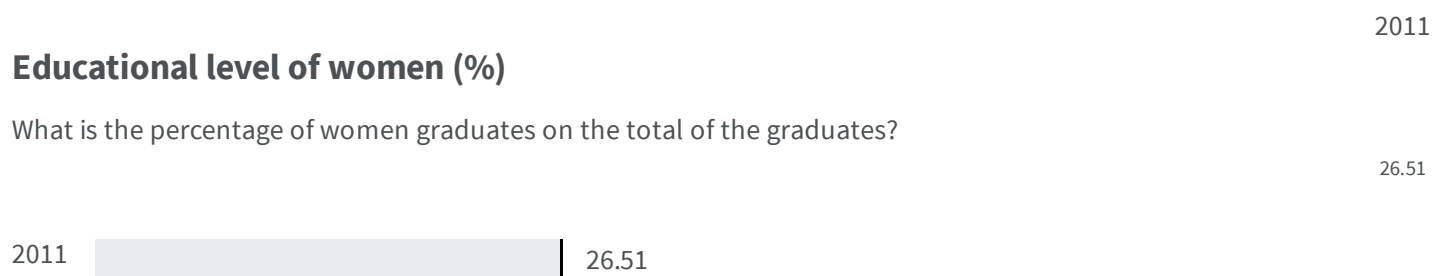 2011
Educational level of women (%)
What is the percentage of women graduates on the total of the graduates?
26.51
2011 26.51